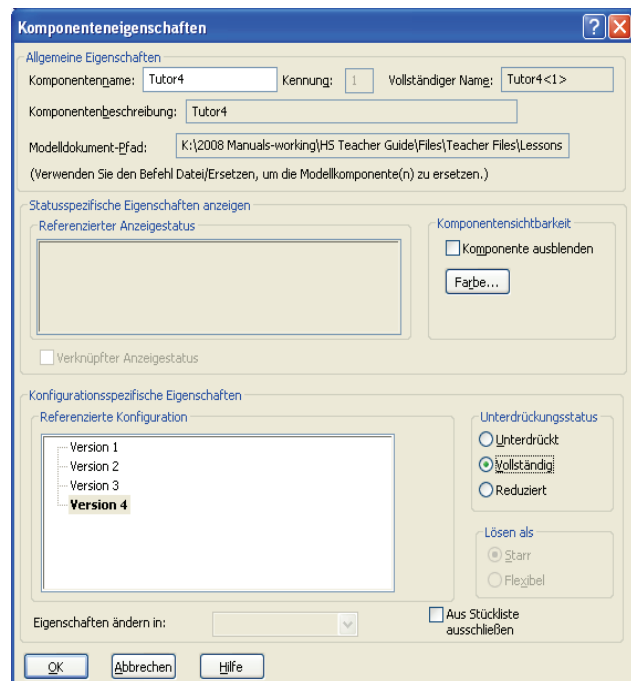 Komponenteneigenschaften
Allgemeine Eigenschaften
Komponentenname: Tutor4 Kennung: 1 Vollständiger Name: Tutor4<1>
Komponentenbeschreibung: Tutor4
Modelldokument-Pfad: K:\2008 Manuals-working\HS Teacher Guide\Files\Teacher Files\Lessons
(Verwenden Sie den Befehl Datei/Ersetzen, um die Modellkomponente(n) zu ersetzen.)
Statusspezifische Eigenschaften anzeigen
Referenzierter Anzeigestatus
Komponentensichtbarkeit
Komponente ausblenden
Farbe...
Verknüpfter Anzeigestatus
Konfigurationsspezifische Eigenschaften
Referenzierte Konfiguration
Version 1
Version 2
Version 3
Version 4
Unterdrückungsstatus
Unterdrückt
Vollständig
Reduziert
Lösen als
Starr
Flexibel
Eigenschaften ändern in:
Aus Stückliste
ausschließen
OK Abbrechen Hilfe